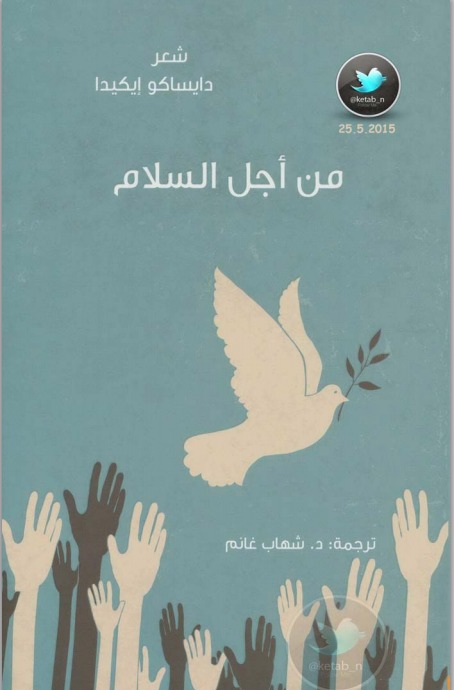 شعر
دايساكو إيكيدا
@ketab_n
25.5.2015
من أجل السلام
ترجمة: د. شهاب غانم
@ketab_n